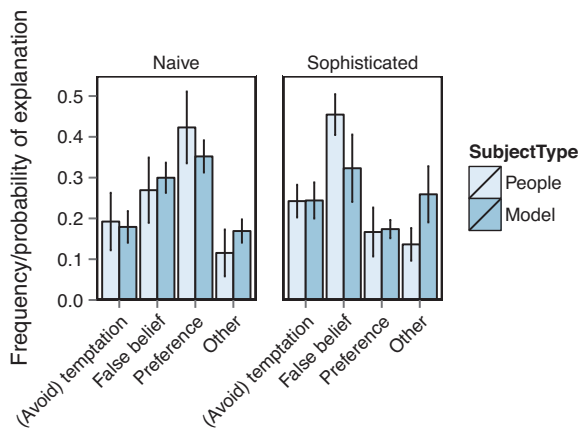 Frequency/probability of explanation
Naive
Sophisticated
0.5
0.4
0.3
0.2
0.1
0.0
(Avoid) temptation
False belief
Preference
Other
(Avoid) temptation
False belief
Preference
Other
SubjectType
People
Model